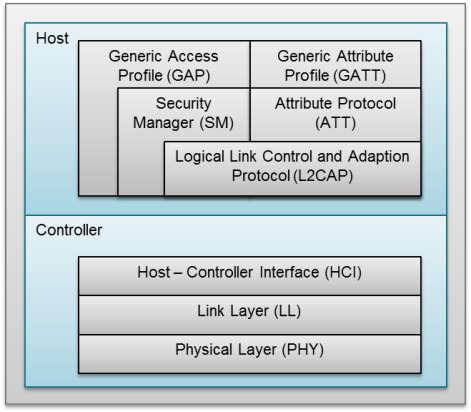 Host
Generic Access
Profile (GAP)
Generic Attribute
Profile (GATT)
Security
Manager (SM)
Attribute Protocol
(ATT)
Logical Link Control and Adaption
Protocol (L2CAP)
Controller
Host – Controller Interface (HCI)
Link Layer (LL)
Physical Layer (PHY)